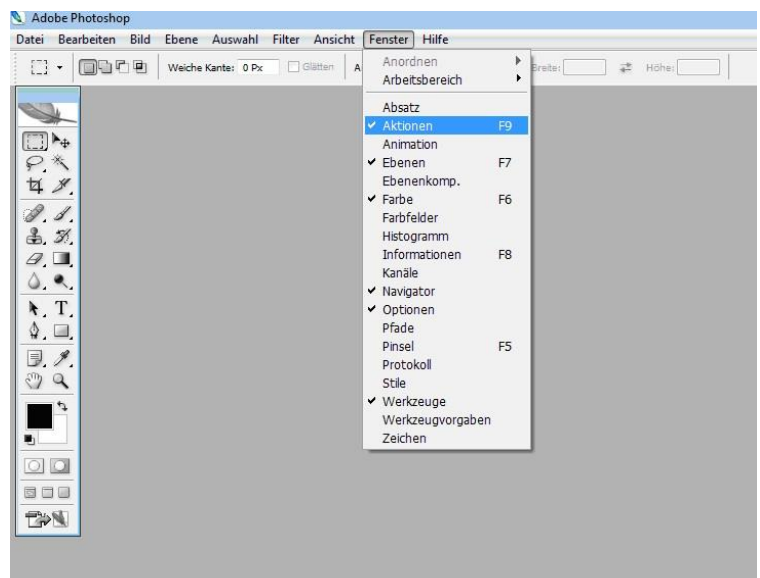 Adobe Photoshop
Datei Bearbeiten Bild Ebene Auswahl Filter Ansicht Fenster Hilfe
Weiche Kante: 0 Px Glätten A Breite: Höhe:
Anordnen
Arbeitsbereich
Absatz
Aktionen F9
Animation
Ebenen F7
Ebenenkomp.
Farbe F6
Farbfelder
Histogramm
Informationen F8
Kanäle
Navigator
Optionen
Pfade
Pinsel F5
Protokoll
Stile
Werkzeuge
Werkzeugvorgaben
Zeichen